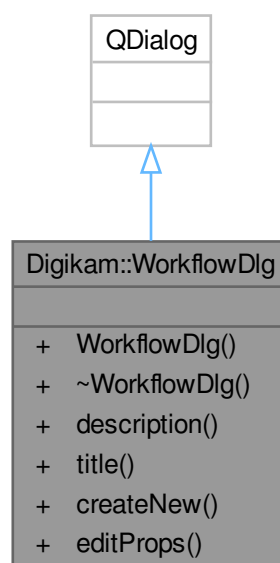 QDialog
Digikam::WorkflowDlg
+ WorkflowDlg()
+ ~WorkflowDlg()
+ description()
+ title()
+ createNew()
+ editProps()